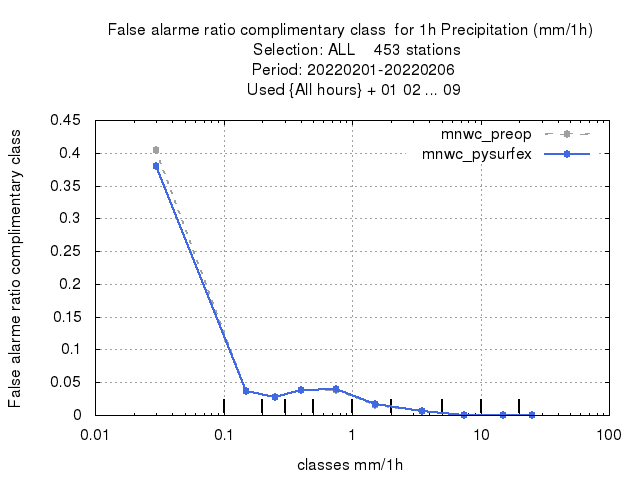 False alarme ratio complimentary class  for 1h Precipitation (mm/1h)
Selection: ALL    453 stations
Period: 20220201-20220206
Used {All hours} + 01 02 ... 09
False alarme ratio complimentary class
0.45
0.4
0.35
0.3
0.25
0.2
0.15
0.1
0.05
0
mnwc_preop
mnwc_pysurfex
0.01
0.1
1
10
100
classes mm/1h